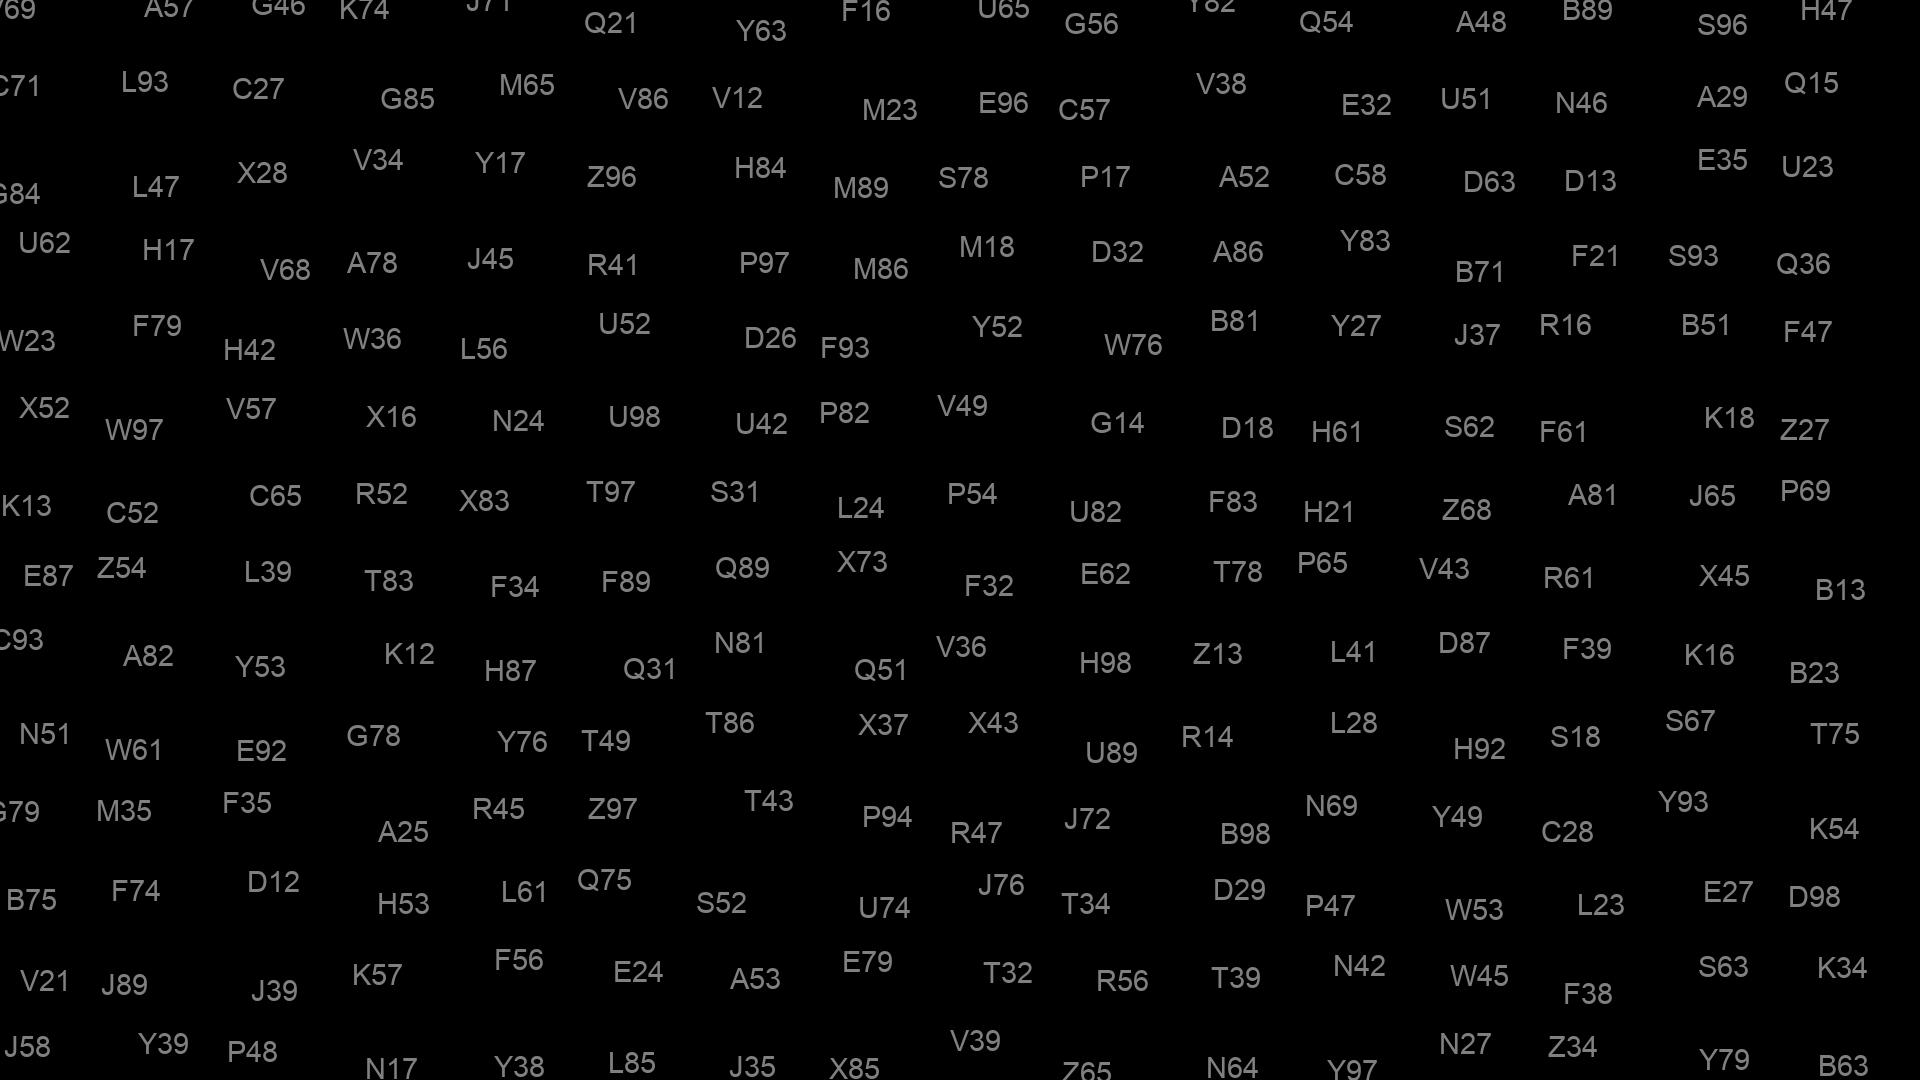 A57 G46 K74 J71 Q21 Y63 F16 U65 G56 Y82 Q54 A48 B89 S96 H47
C71 L93 C27 G85 M65 V86 V12 M23 E96 C57 V38 E32 U51 N46 A29 Q15
G84 L47 X28 V34 Y17 Z96 H84 M89 S78 P17 A52 C58 D63 D13 E35 U23
U62 H17 V68 A78 J45 R41 P97 M86 M18 D32 A86 Y83 B71 F21 S93 Q36
W23 F79 H42 W36 L56 U52 D26 F93 Y52 W76 B81 Y27 J37 R16 B51 F47
X52 W97 V57 X16 N24 U98 U42 P82 V49 G14 D18 H61 S62 F61 K18 Z27
K13 C52 C65 R52 X83 T97 S31 L24 P54 U82 F83 H21 Z68 A81 J65 P69
E87 Z54 L39 T83 F34 F89 Q89 X73 F32 E62 T78 P65 V43 R61 X45 B13
C93 A82 Y53 K12 H87 Q31 N81 Q51 V36 H98 Z13 L41 D87 F39 K16 B23
N51 W61 E92 G78 Y76 T49 T86 X37 X43 U89 R14 L28 H92 S18 S67 T75
G79 M35 F35 A25 R45 Z97 T43 P94 R47 J72 B98 N69 Y49 C28 Y93 K54
B75 F74 D12 H53 L61 Q75 S52 U74 J76 T34 D29 P47 W53 L23 E27 D98
V21 J89 J39 K57 F56 E24 A53 E79 T32 R56 T39 N42 W45 F38 S63 K34
J58 Y39 P48 N17 Y38 L85 J35 X85 V39 Z65 N64 Y97 N27 Z34 Y79 B63